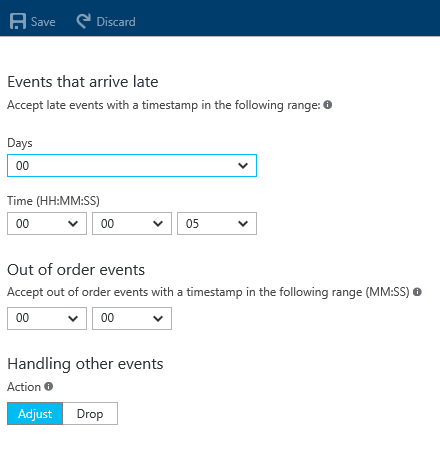 Save Discard
Events that arrive late
Accept late events with a timestamp in the following range:
Days
00
Time (HH:MM:SS)
00 00 05
Out of order events
Accept out of order events with a timestamp in the following range (MM:SS)
00 00
Handling other events
Action
Adjust Drop